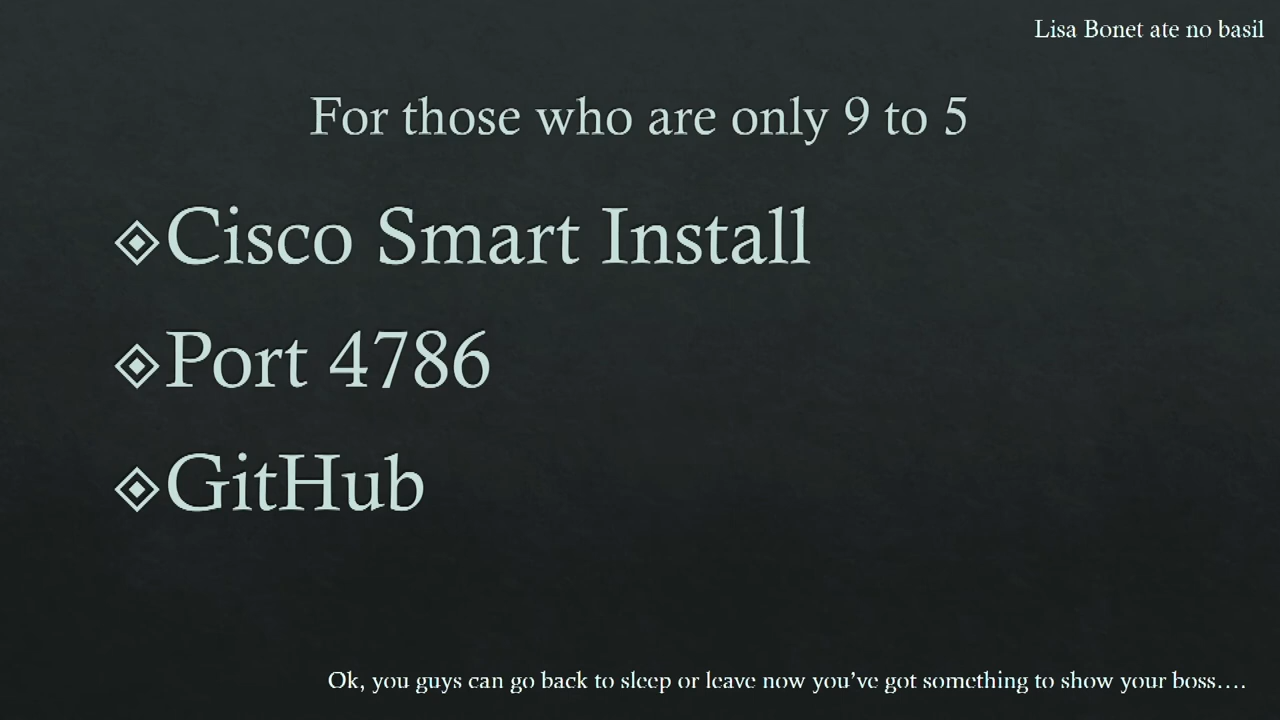 Lisa Bonet ate no basil
For those who are only 9 to 5
Cisco Smart Install
Port 4786
GitHub
Ok, you guys can go back to sleep or leave now you've got something to show your boss….